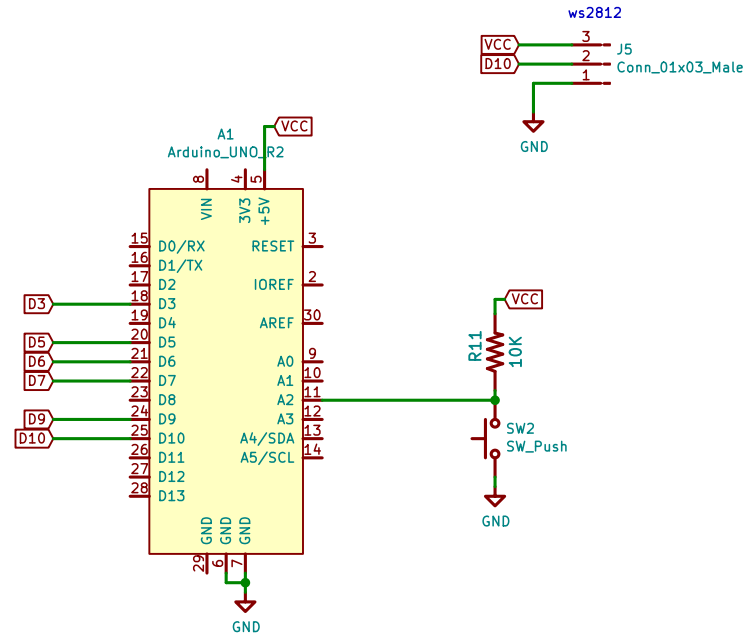 ws2812
VCC
3
J5
D10
2
Conn_01x03_Male
1
GND
A1
VCC
Arduino_UNO_R2
8
4
5
VIN
3V3
+5V
15
D0/RX
RESET
3
16
D1/TX
17
D2
IOREF
2
D3
18
D3
19
D4
AREF
30
D5
20
D5
D6
21
D6
A0
9
D7
22
D7
A1
10
23
D8
A2
11
D9
24
D9
A3
12
D10
25
D10
A4/SDA
13
26
D11
A5/SCL
14
27
D12
28
D13
GND
GND
GND
29
6
7
GND
VCC
R11
10K
SW2
SW_Push
GND